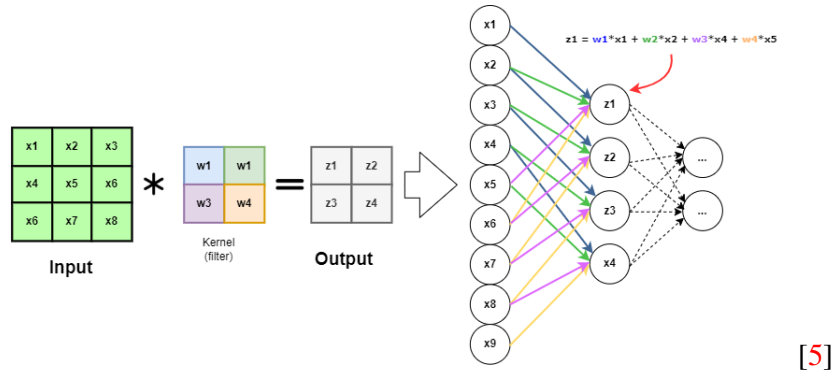 x1 x2 x3
x4 x5 x6
x6 x7 x8
Input
*
w1 w1
w3 w4
Kernel
(filter)
=
z1 z2
z3 z4
Output
x1
x2
x3
x4
x5
x6
x7
x8
x9
z1 = w1*x1 + w2*x2 + w3*x4 + w4*x5
z1
z2
z3
x4
...
...
[5]